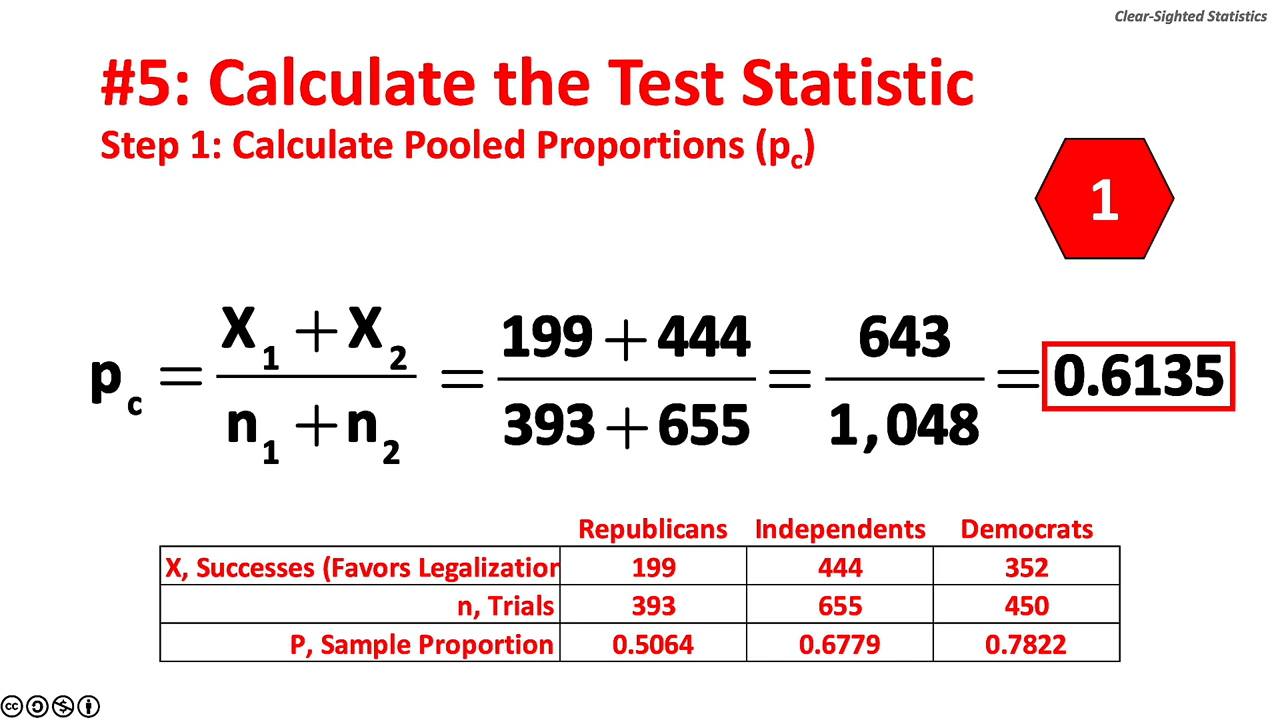 Clear-Sighted Statistics
#5: Calculate the Test Statistic
Step 1: Calculate Pooled Proportions (pc)
1
pc = X1 + X2 / n1 + n2 = 199 + 444 / 393 + 655 = 643 / 1,048 = 0.6135
Republicans Independents Democrats
X, Successes (Favors Legalization 199 444 352
n, Trials 393 655 450
P, Sample Proportion 0.5064 0.6779 0.7822
cc $